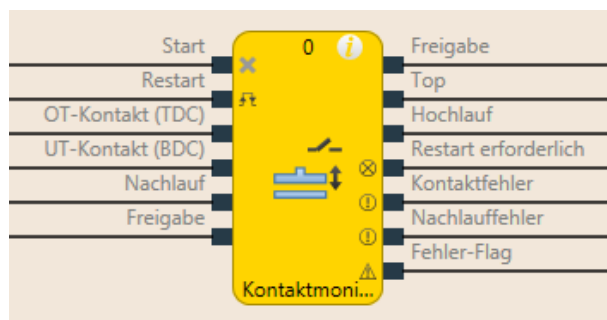 Start
0
i
Freigabe
Restart
Top
OT-Kontakt (TDC)
Hochlauf
UT-Kontakt (BDC)
Restart erforderlich
Nachlauf
Kontaktfehler
Freigabe
Nachlauffehler
Fehler-Flag
Kontaktmoni...